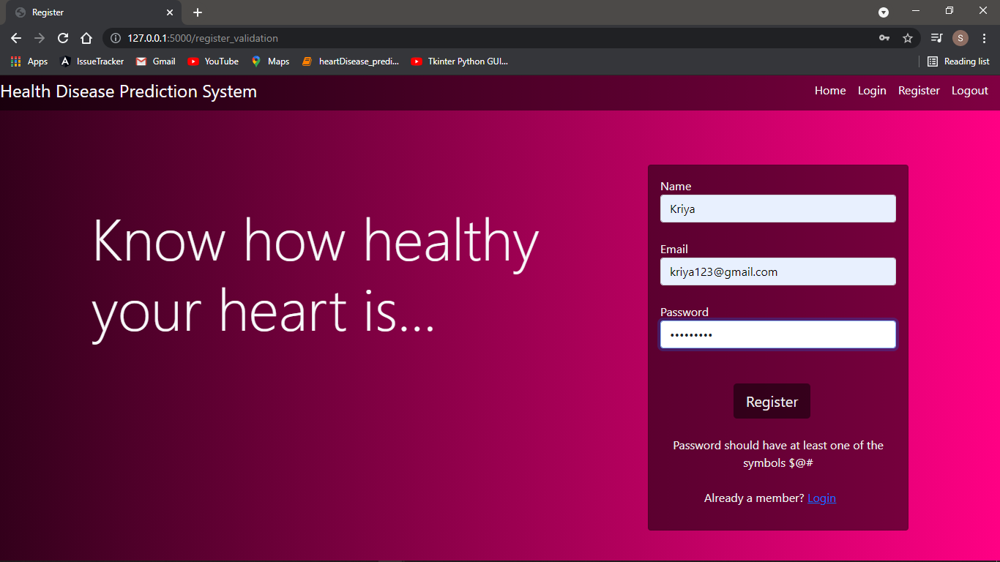 Register
127.0.0.1:5000/register_validation
S
Apps
IssueTracker
Gmail
YouTube
Maps
heartDisease_predi...
Tkinter Python GUI...
Reading list
Health Disease Prediction System
Home
Login
Register
Logout
Know how healthy
your heart is...
Name
Kriya
Email
kriya123@gmail.com
Password
•••••••••
Register
Password should have at least one of the
symbols $@#
Already a member? Login